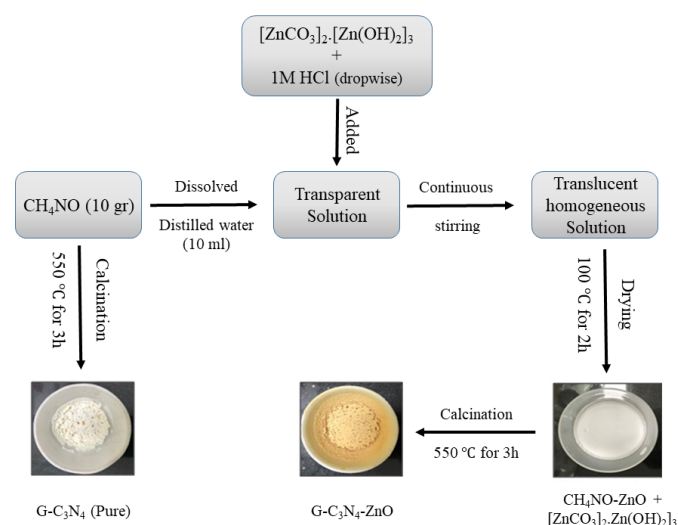 [ZnCO₃]₂.[Zn(OH)₂]₃
+
1M HCl (dropwise)
Added
CH₄NO (10 gr)
Dissolved
Distilled water
(10 ml)
Transparent
Solution
Continuous
stirring
Translucent
homogeneous
Solution
Calcination
550 °C for 3h
Drying
100 °C for 2h
Calcination
550 °C for 3h
G-C₃N₄ (Pure)
G-C₃N₄-ZnO
CH₄NO-ZnO +
[ZnCO₃]₂.Zn(OH)₂]₃